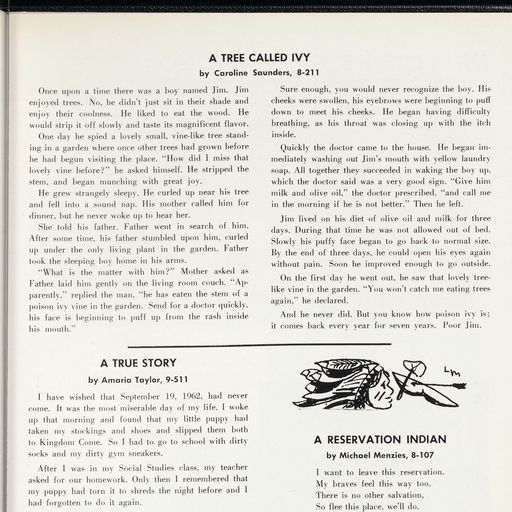 A TREE CALLED IVY
by Caroline Saunders, 8-211
Once upon a time there was a boy named Jim. Jim
enjoyed trees. No, he didn't just sit in their shade and
enjoy their coolness. He liked to eat the wood. He
would strip it off slowly and taste its magnificent flavor.
One day he spied a lovely small, vine-like tree stand-
ing in a garden where once other trees had grown before
he had begun visiting the place. "How did I miss that
lovely vine before?" he asked himself. He stripped the
stem, and began munching with great joy.
He grew strangely sleepy. He curled up near his tree
and fell into a sound nap. His mother called him for
dinner, but he never woke up to hear her.
She told his father. Father went in search of him.
After some time, his father stumbled upon him, curled
up under the only living plant in the garden. Father
took the sleeping boy home in his arms.
"What is the matter with him?" Mother asked as
Father laid him gently on the living room couch. "Ap-
parently," replied the man, "he has eaten the stem of a
poison ivy vine in the garden. Send for a doctor quickly,
his face is beginning to puff up from the rash inside
his mouth."
Sure enough, you would never recognize the boy. His
cheeks were swollen, his eyebrows were beginning to puff
down to meet his cheeks. He began having difficulty
breathing, as his throat was closing up with the itch
inside.
Quickly the doctor came to the house. He began im-
mediately washing out Jim's mouth with yellow laundry
soap. All together they succeeded in waking the boy up,
which the doctor said was a very good sign. "Give him
milk and olive oil," the doctor prescribed, "and call me
in the morning if he is not better." Then he left.
Jim lived on his diet of olive oil and milk for three
days. During that time he was not allowed out of bed.
Slowly his puffy face began to go back to normal size.
By the end of three days, he could open his eyes again
without pain. Soon he improved enough to go outside.
On the first day he went out, he saw that lovely tree-
like vine in the garden. "You won't catch me eating trees
again," he declared.
And he never did. But you know how poison ivy is;
it comes back every year for seven years. Poor Jim.
A TRUE STORY
by Amaria Taylor, 9-511
I have wished that September 19, 1962, had never
come. It was the most miserable day of my life. I woke
up that morning and found that my little puppy had
taken my stockings and shoes and slipped them both
to Kingdom Come. So I had to go to school with dirty
socks and my dirty gym sneakers.
After I was in my Social Studies class, my teacher
asked for our homework. Only then I remembered that
my puppy had torn it to shreds the night before and I
had forgotten to do it again.
LM
A RESERVATION INDIAN
by Michael Menzies, 8-107
I want to leave this reservation.
My braves feel this way too.
There is no other salvation,
So flee this place, we'll do.